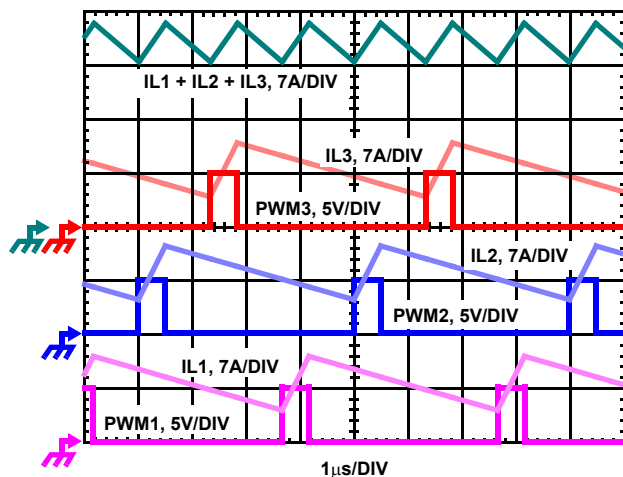 IL1 + IL2 + IL3, 7A/DIV
IL3, 7A/DIV
PWM3, 5V/DIV
IL2, 7A/DIV
PWM2, 5V/DIV
IL1, 7A/DIV
PWM1, 5V/DIV
1μs/DIV